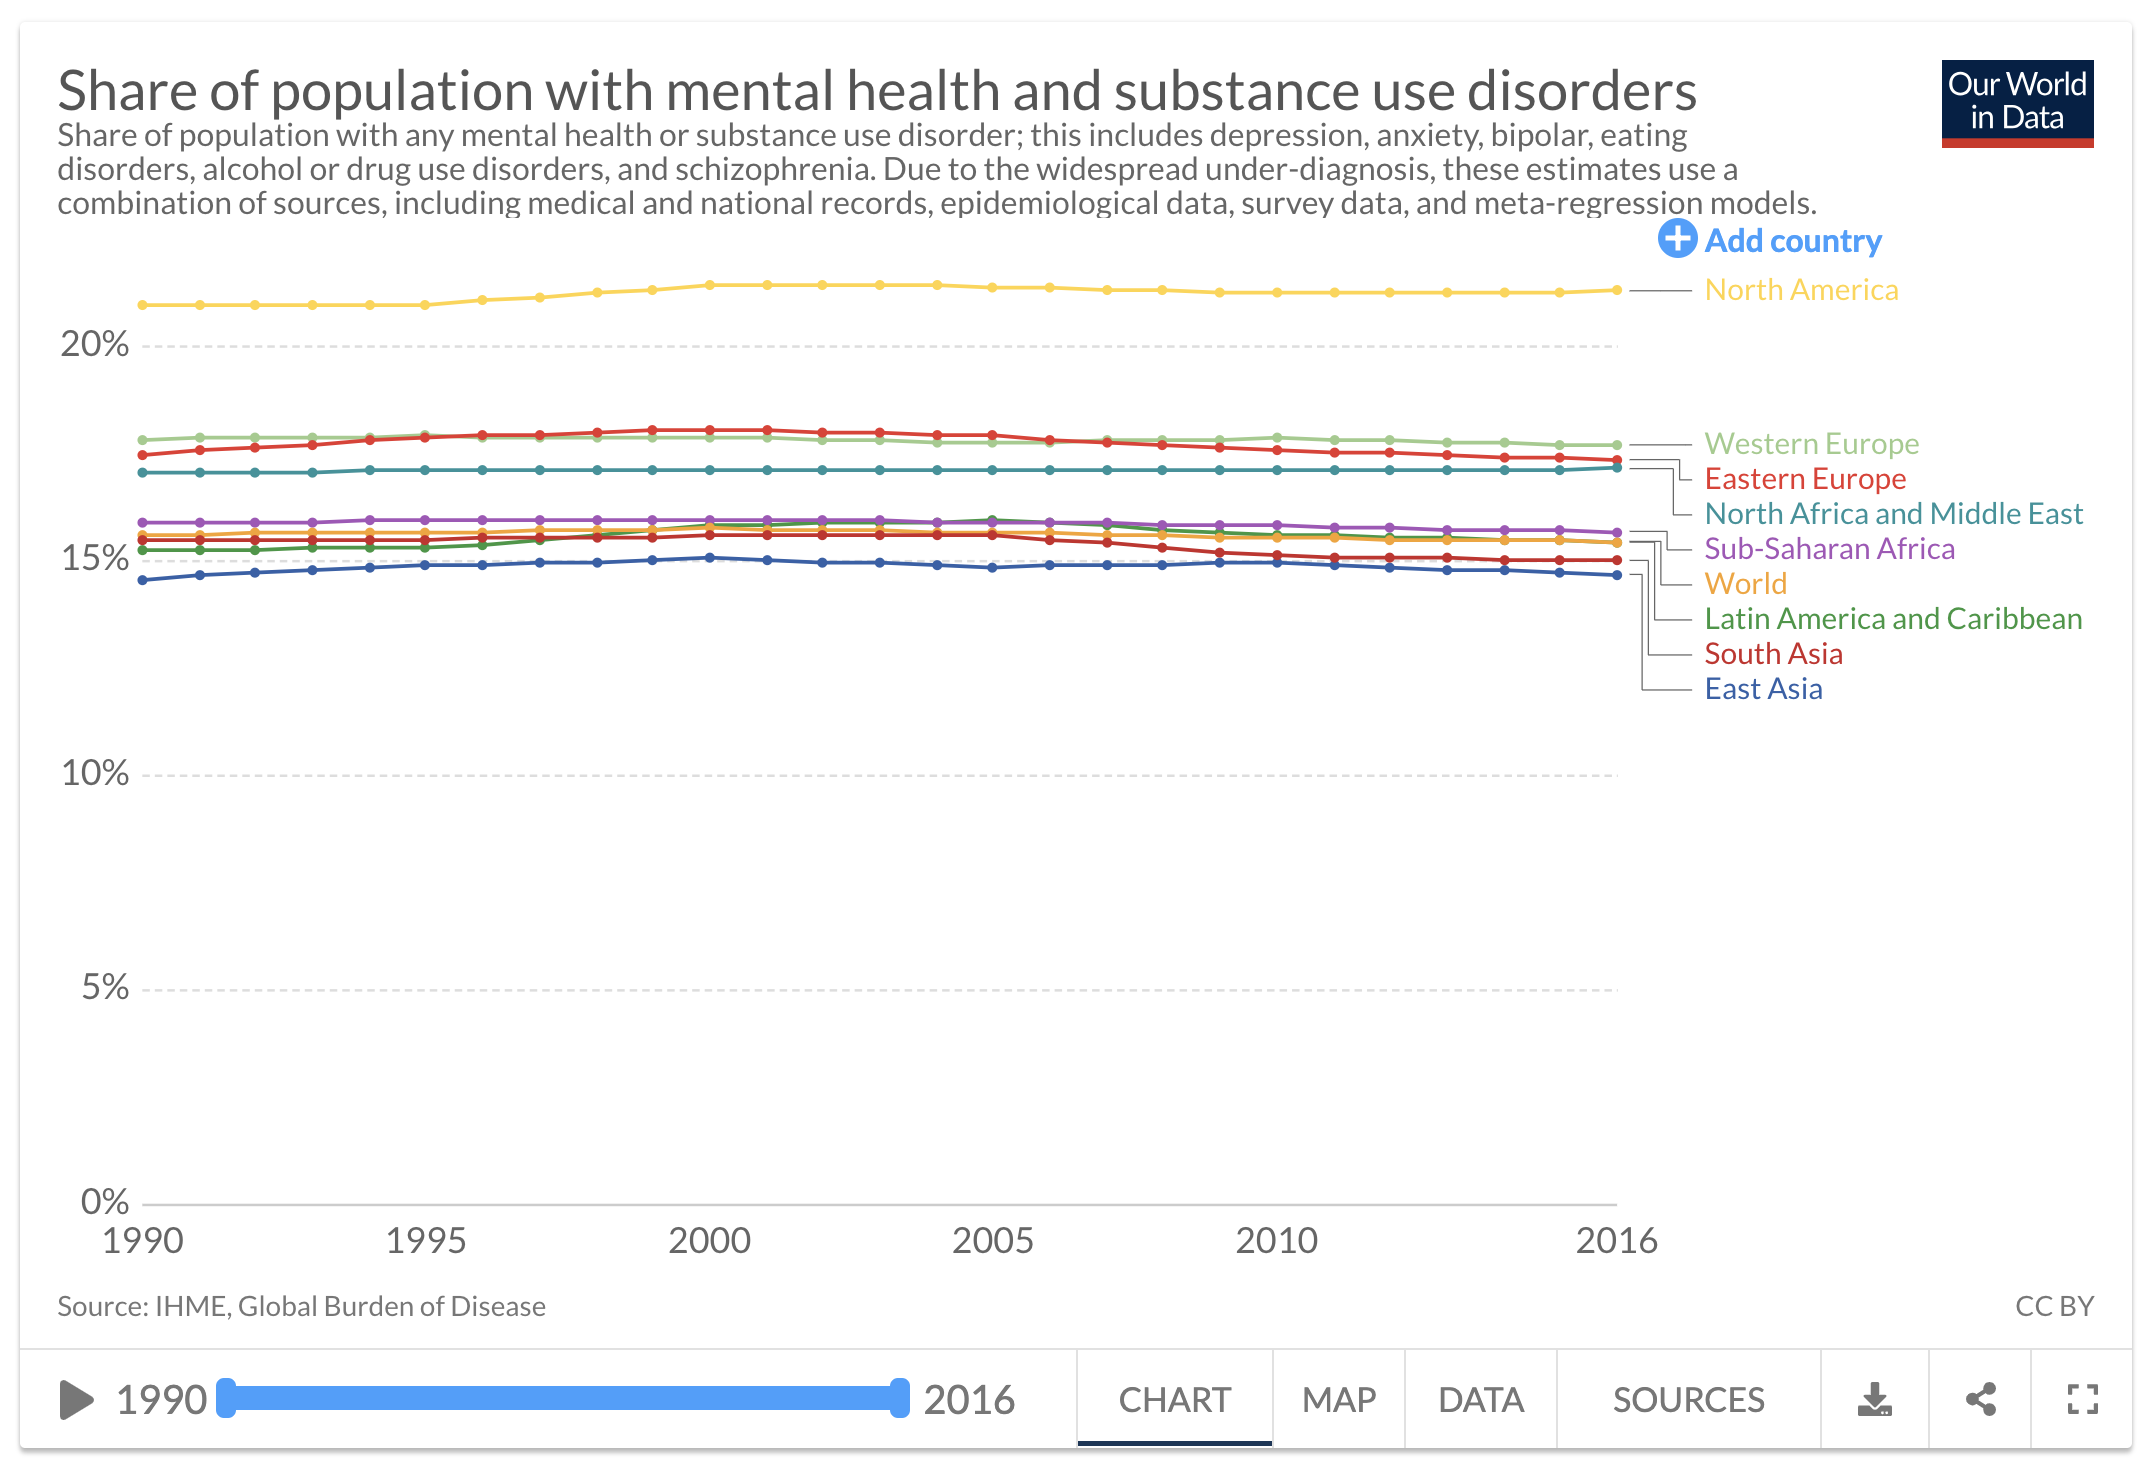 Share of population with mental health and substance use disorders
Our World
in Data
Share of population with any mental health or substance use disorder; this includes depression, anxiety, bipolar, eating
disorders, alcohol or drug use disorders, and schizophrenia. Due to the widespread under-diagnosis, these estimates use a
combination of sources, including medical and national records, epidemiological data, survey data, and meta-regression models.
Add country
North America
20%
Western Europe
Eastern Europe
North Africa and Middle East
Sub-Saharan Africa
15%
World
Latin America and Caribbean
South Asia
East Asia
10%
5%
0%
1990 1995 2000 2005 2010 2016
Source: IHME, Global Burden of Disease
CC BY
1990 2016 CHART MAP DATA SOURCES